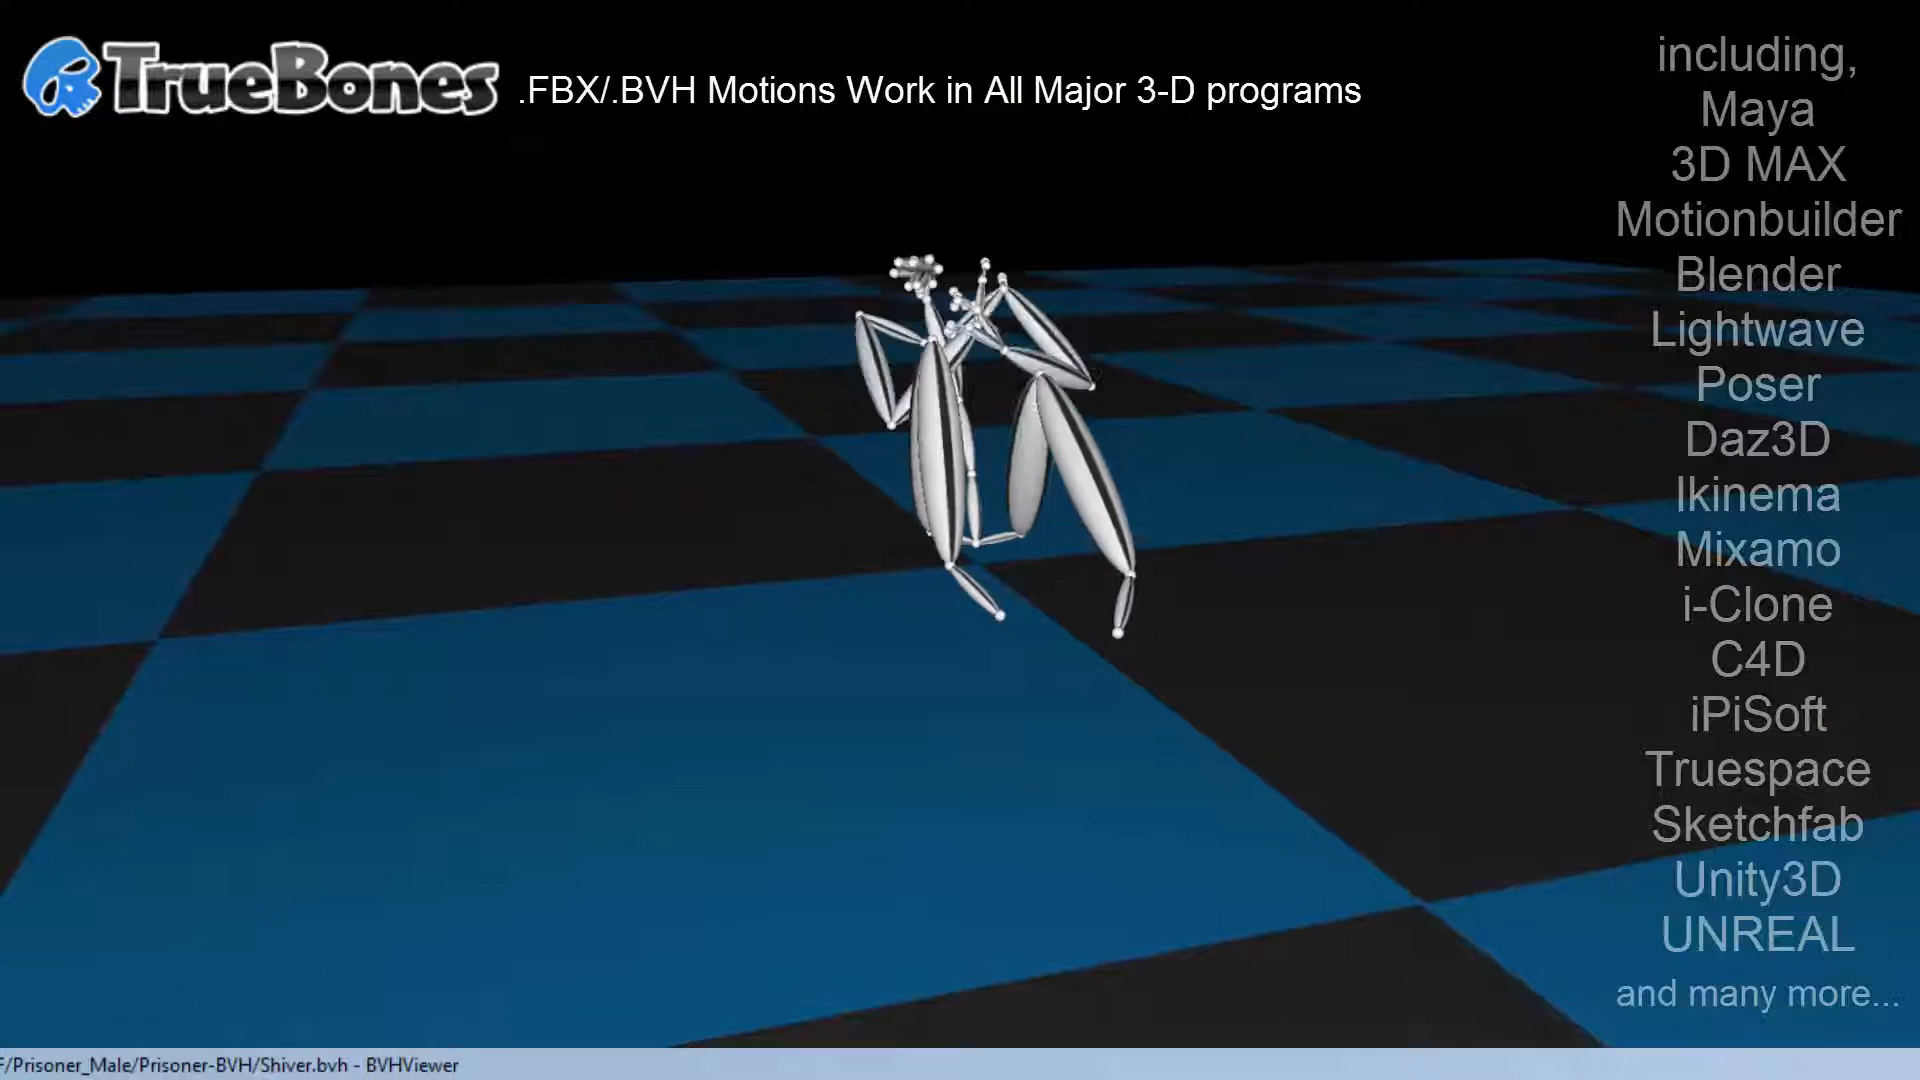 TrueBones
.FBX/.BVH Motions Work in All Major 3-D programs
including,
Maya
3D MAX
Motionbuilder
Blender
Lightwave
Poser
Daz3D
Ikinema
Mixamo
i-Clone
C4D
iPiSoft
Truespace
Sketchfab
Unity3D
UNREAL
and many more...
F/Prisoner_Male/Prisoner-BVH/Shiver.bvh - BVHViewer